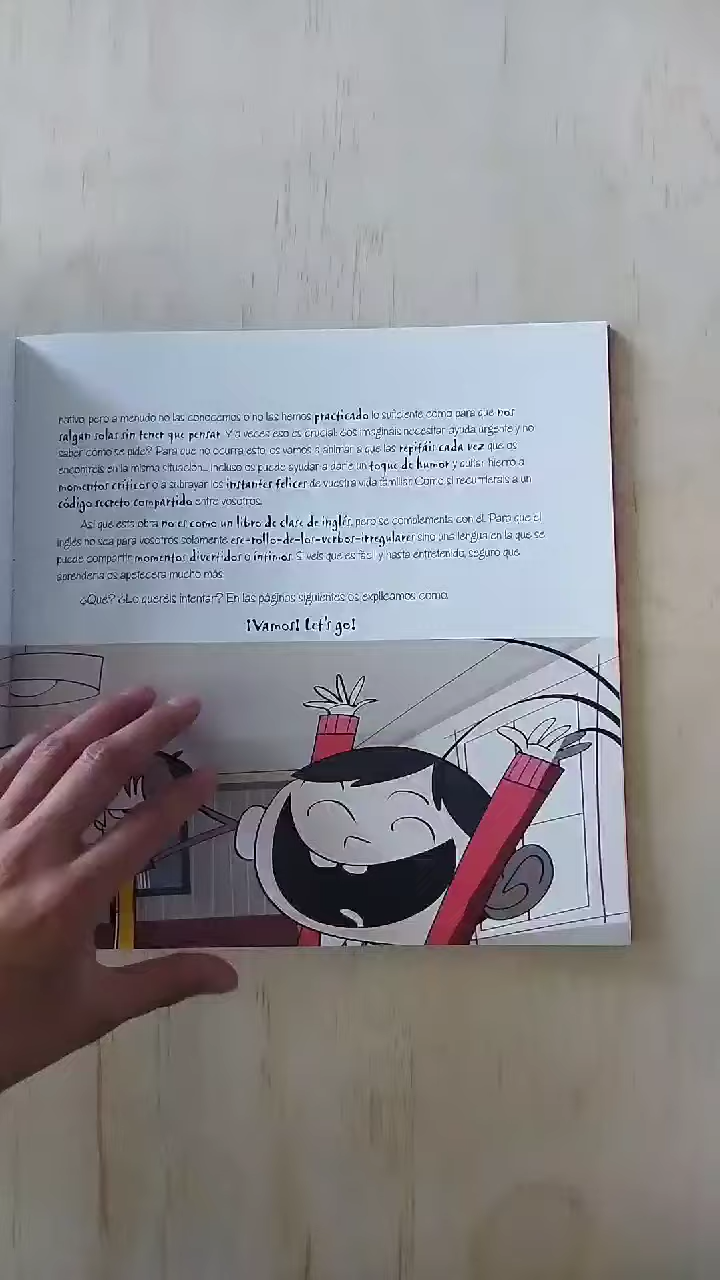 nativo, pero a menudo no las conocemos o no las hemos practicado lo suficiente como para que nos
salgan solas sin tener que pensar. Y a veces eso es crucial: ¿os imagináis necesitar ayuda urgente y no
saber cómo se pide? Para que no ocurra esto, os vamos a animar a que las repitáis cada vez que os
encontréis en la misma situación... Incluso os puede ayudar a darle un toque de humor y quitar hierro a
momentos críticos o a subrayar los instantes felices de vuestra vida familiar. Como si recurrierais a un
código secreto compartido entre vosotros.
Así que esta obra no es como un libro de clase de inglés, pero se complementa con él. Para que el
inglés no sea para vosotros solamente ese-rollo-de-los-verbos-irregulares sino una lengua en la que se
puede compartir momentos divertidos o íntimos. Si veis que es fácil y hasta entretenido, seguro que
aprenderla os apetecerá mucho más.
¿Qué? ¿Lo queréis intentar? En las páginas siguientes os explicamos cómo.
¡Vamos! Let's go!